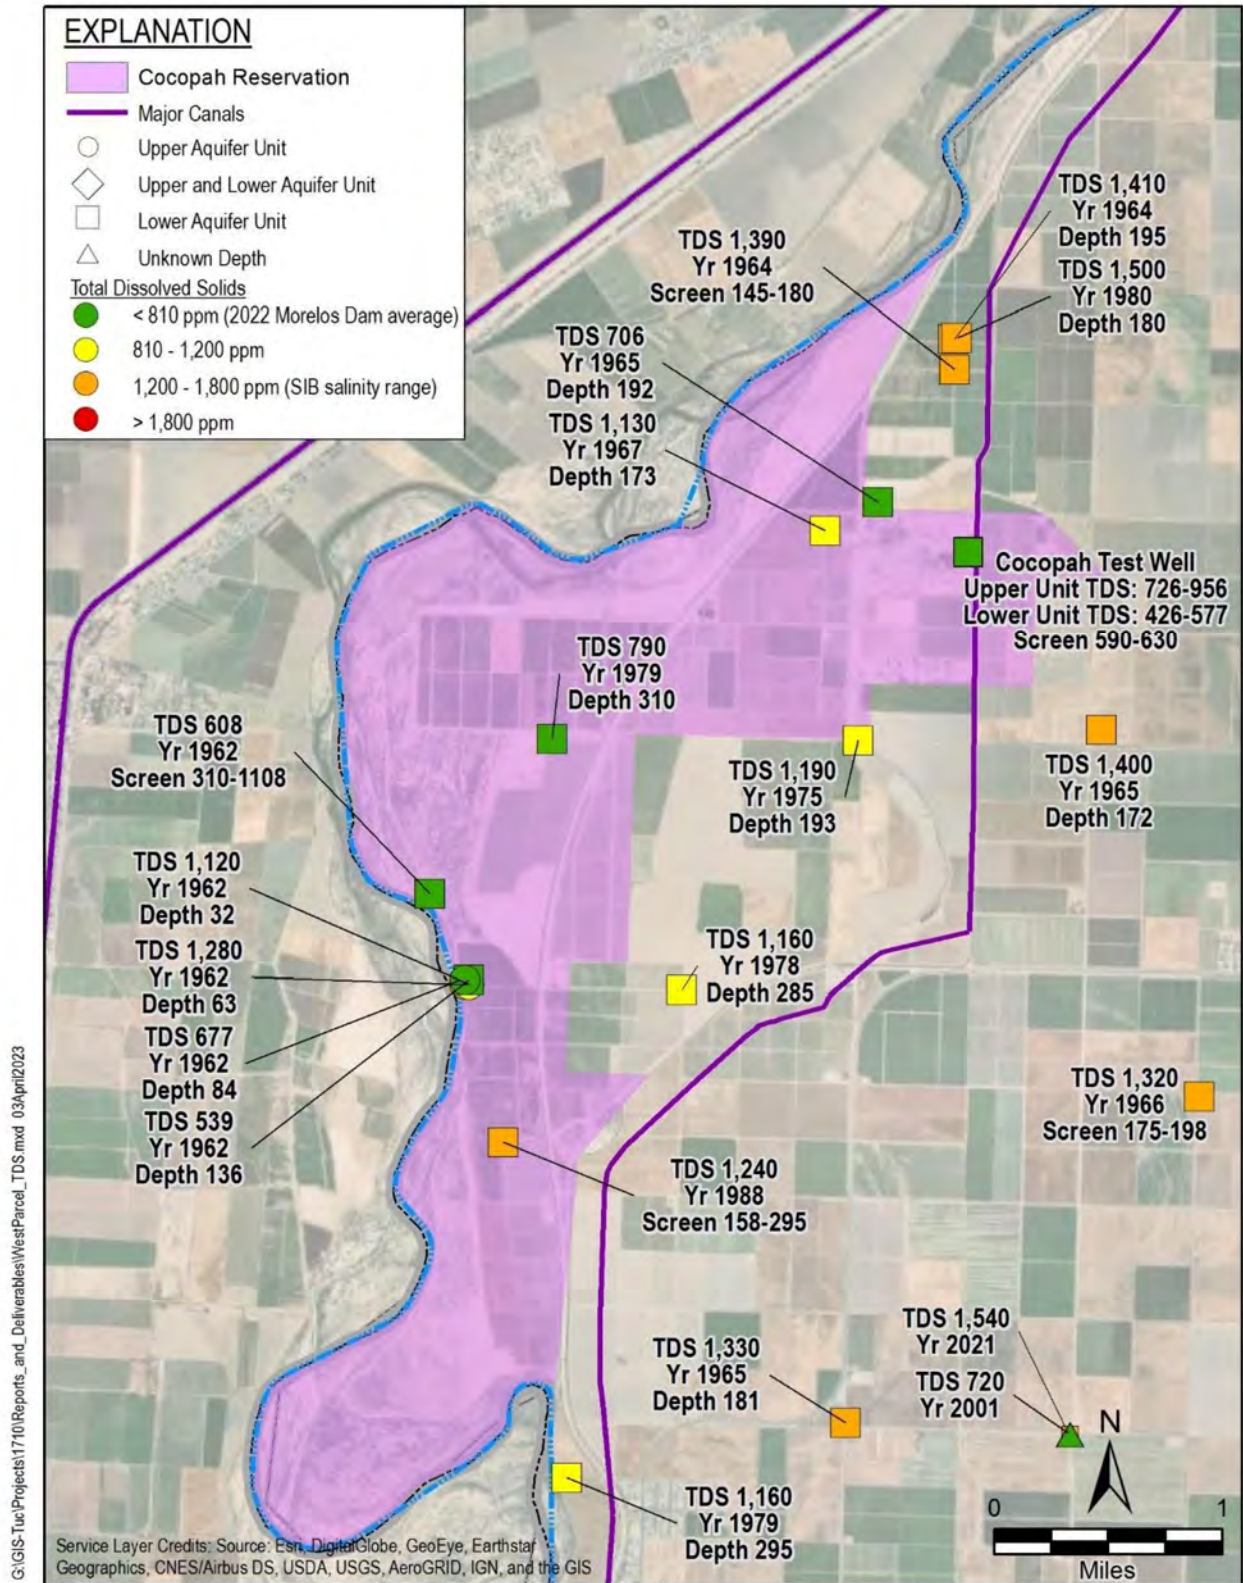 EXPLANATION
Cocopah Reservation
Major Canals
Upper Aquifer Unit
Upper and Lower Aquifer Unit
Lower Aquifer Unit
Unknown Depth
Total Dissolved Solids
< 810 ppm (2022 Morelos Dam average)
810 - 1,200 ppm
1,200 - 1,800 ppm (SIB salinity range)
> 1,800 ppm
TDS 1,410
Yr 1964
Depth 195
TDS 1,500
Yr 1980
Depth 180
TDS 1,390
Yr 1964
Screen 145-180
TDS 706
Yr 1965
Depth 192
TDS 1,130
Yr 1967
Depth 173
Cocopah Test Well
Upper Unit TDS: 726-956
Lower Unit TDS: 426-577
Screen 590-630
TDS 790
Yr 1979
Depth 310
TDS 608
Yr 1962
Screen 310-1108
TDS 1,190
Yr 1975
Depth 193
TDS 1,400
Yr 1965
Depth 172
TDS 1,120
Yr 1962
Depth 32
TDS 1,280
Yr 1962
Depth 63
TDS 677
Yr 1962
Depth 84
TDS 539
Yr 1962
Depth 136
TDS 1,160
Yr 1978
Depth 285
TDS 1,320
Yr 1966
Screen 175-198
TDS 1,240
Yr 1988
Screen 158-295
TDS 1,330
Yr 1965
Depth 181
TDS 1,540
Yr 2021
TDS 720
Yr 2001
TDS 1,160
Yr 1979
Depth 295
N
0 1
Miles
Service Layer Credits: Source: Esri, DigitalGlobe, GeoEye, Earthstar
Geographics, CNES/Airbus DS, USDA, USGS, AeroGRID, IGN, and the GIS
G:\GIS-Tuc\Projects\1710\Reports_and_Deliverables\WestParcel_TDS.mxd 03April2023